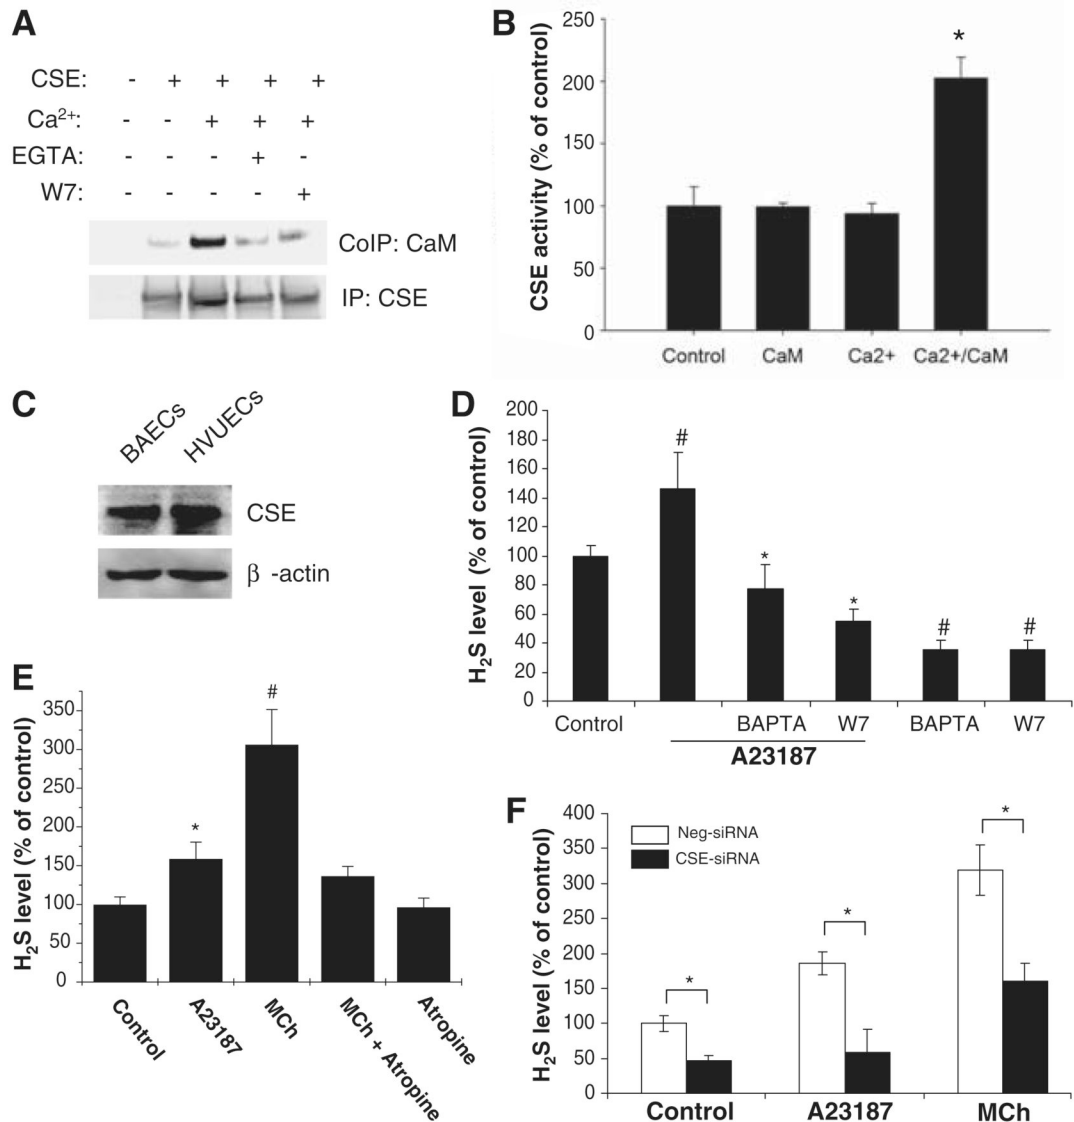 A
CSE: - + + + +
Ca2+: - - + + +
EGTA: - - - + -
W7: - - - - +
CoIP: CaM
IP: CSE
B
CSE activity (% of control)
250
200
150
100
50
0
*
Control CaM Ca2+ Ca2+/CaM
C
BAECs HVUECs
CSE
β -actin
D
H2S level (% of control)
200
180
160
140
120
100
80
60
40
20
0
# * * # #
Control BAPTA W7 BAPTA W7
A23187
E
H2S level (% of control)
350
300
250
200
150
100
50
0
* #
Control A23187 MCh MCh + Atropine Atropine
F
H2S level (% of control)
400
350
300
250
200
150
100
50
0
Neg-siRNA
CSE-siRNA
* * *
Control A23187 MCh